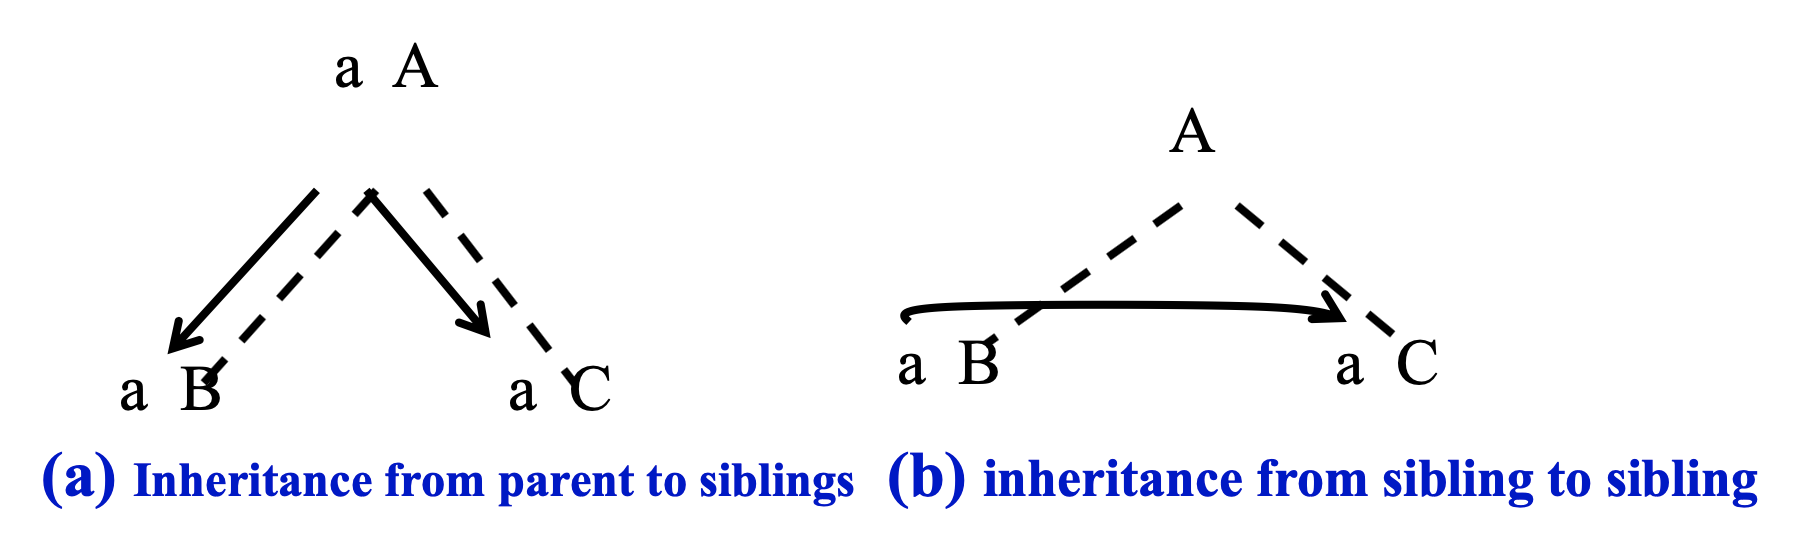 a A
A
a B
a C
a B
a C
(a) Inheritance from parent to siblings
(b) inheritance from sibling to sibling